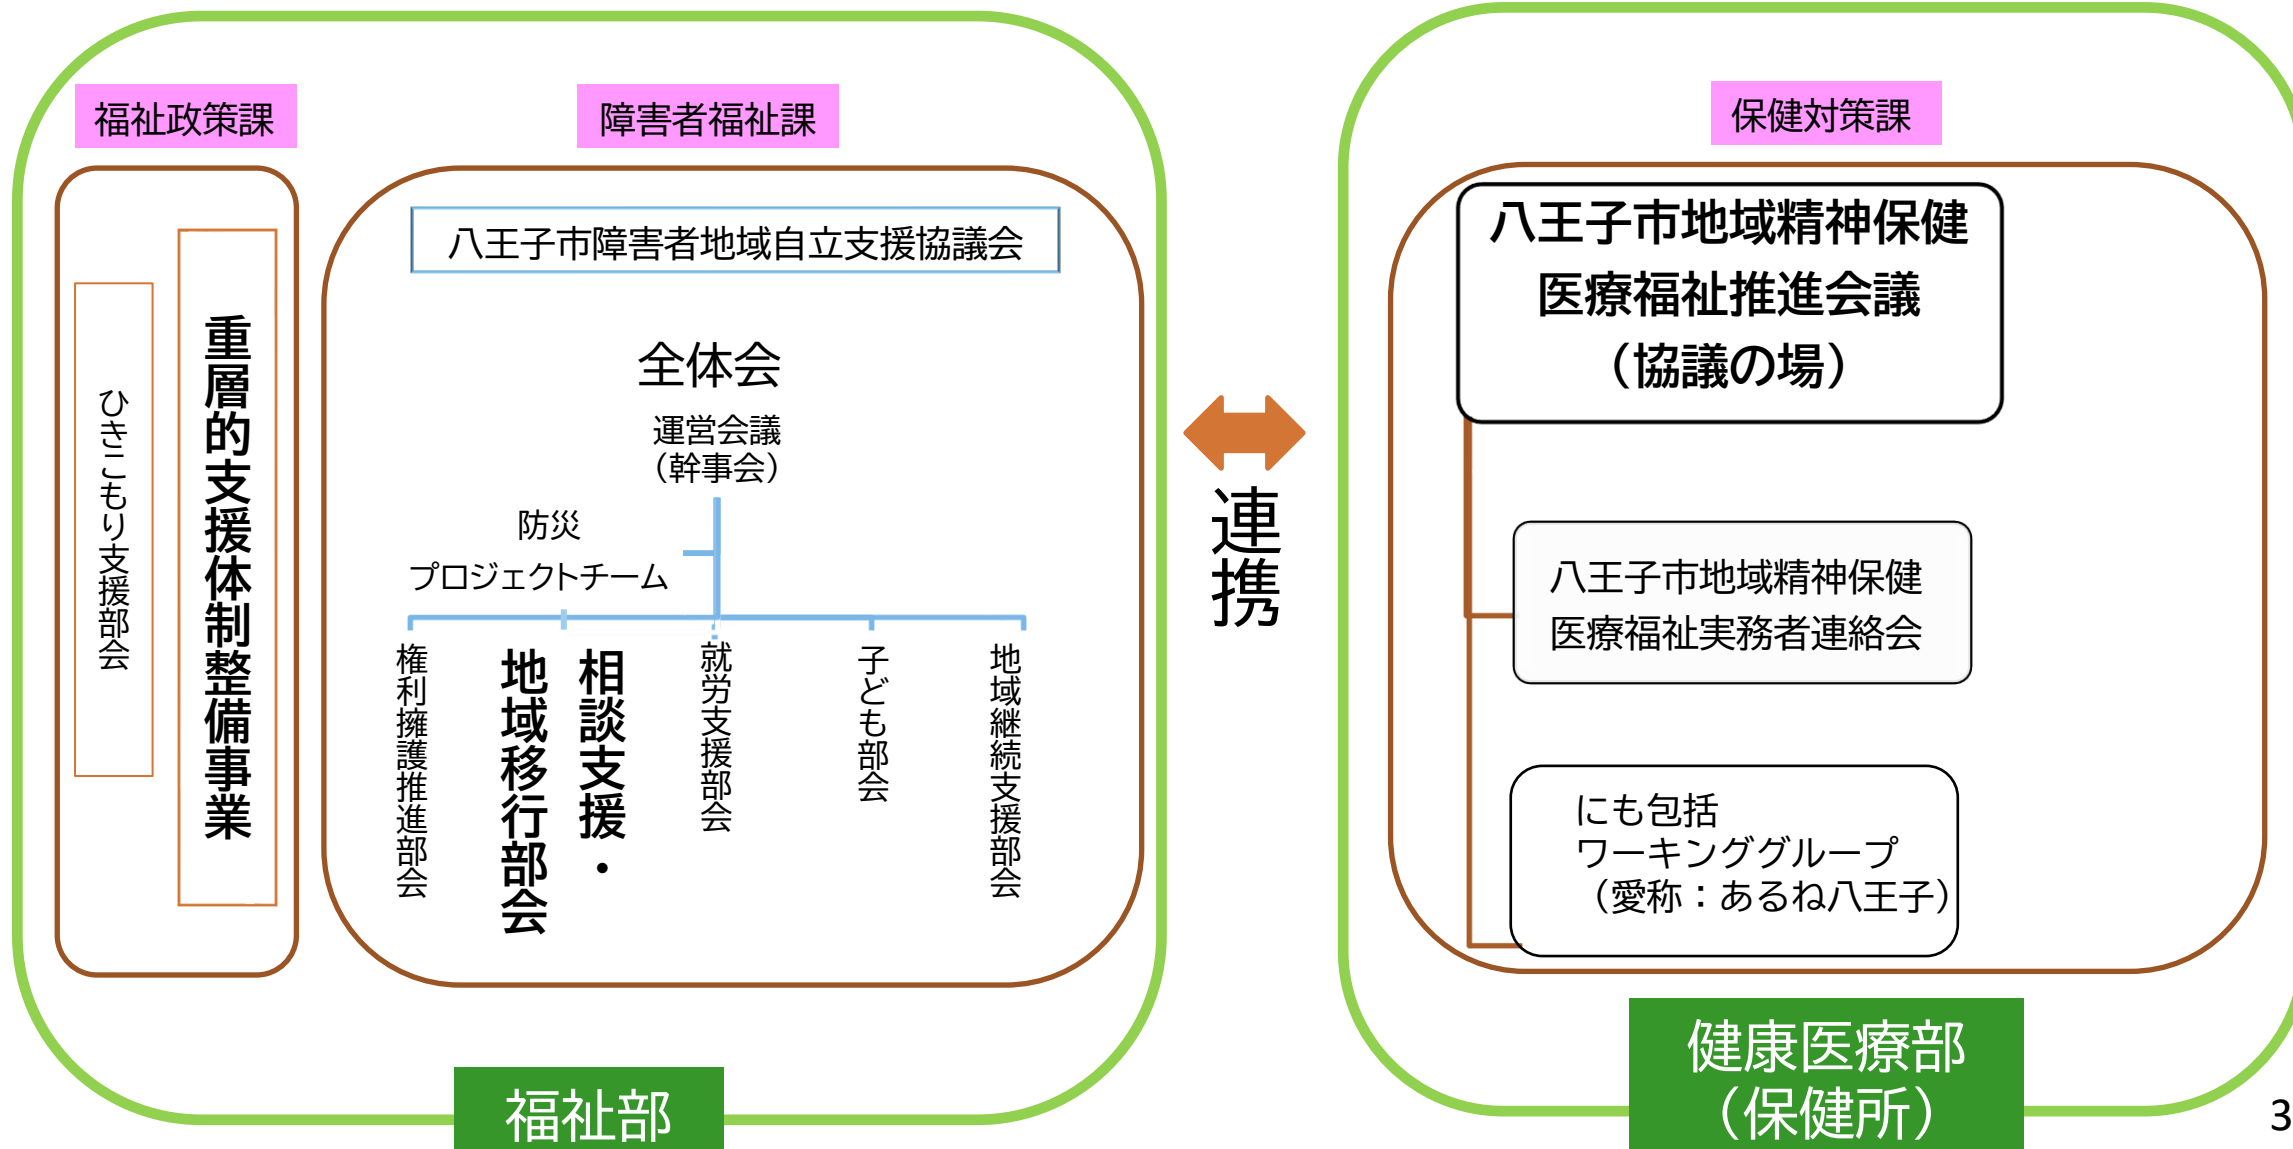 福祉政策課
ひきこもり支援部会
重層的支援体制整備事業
障害者福祉課
八王子市障害者地域自立支援協議会
全体会
運営会議
（幹事会）
防災
プロジェクトチーム
権利擁護推進部会
相談支援・
地域移行部会
就労支援部会
子ども部会
地域継続支援部会
福祉部
連携
保健対策課
八王子市地域精神保健
医療福祉推進会議
（協議の場）
八王子市地域精神保健
医療福祉実務者連絡会
にも包括
ワーキンググループ
（愛称：あるね八王子）
健康医療部
（保健所）
3